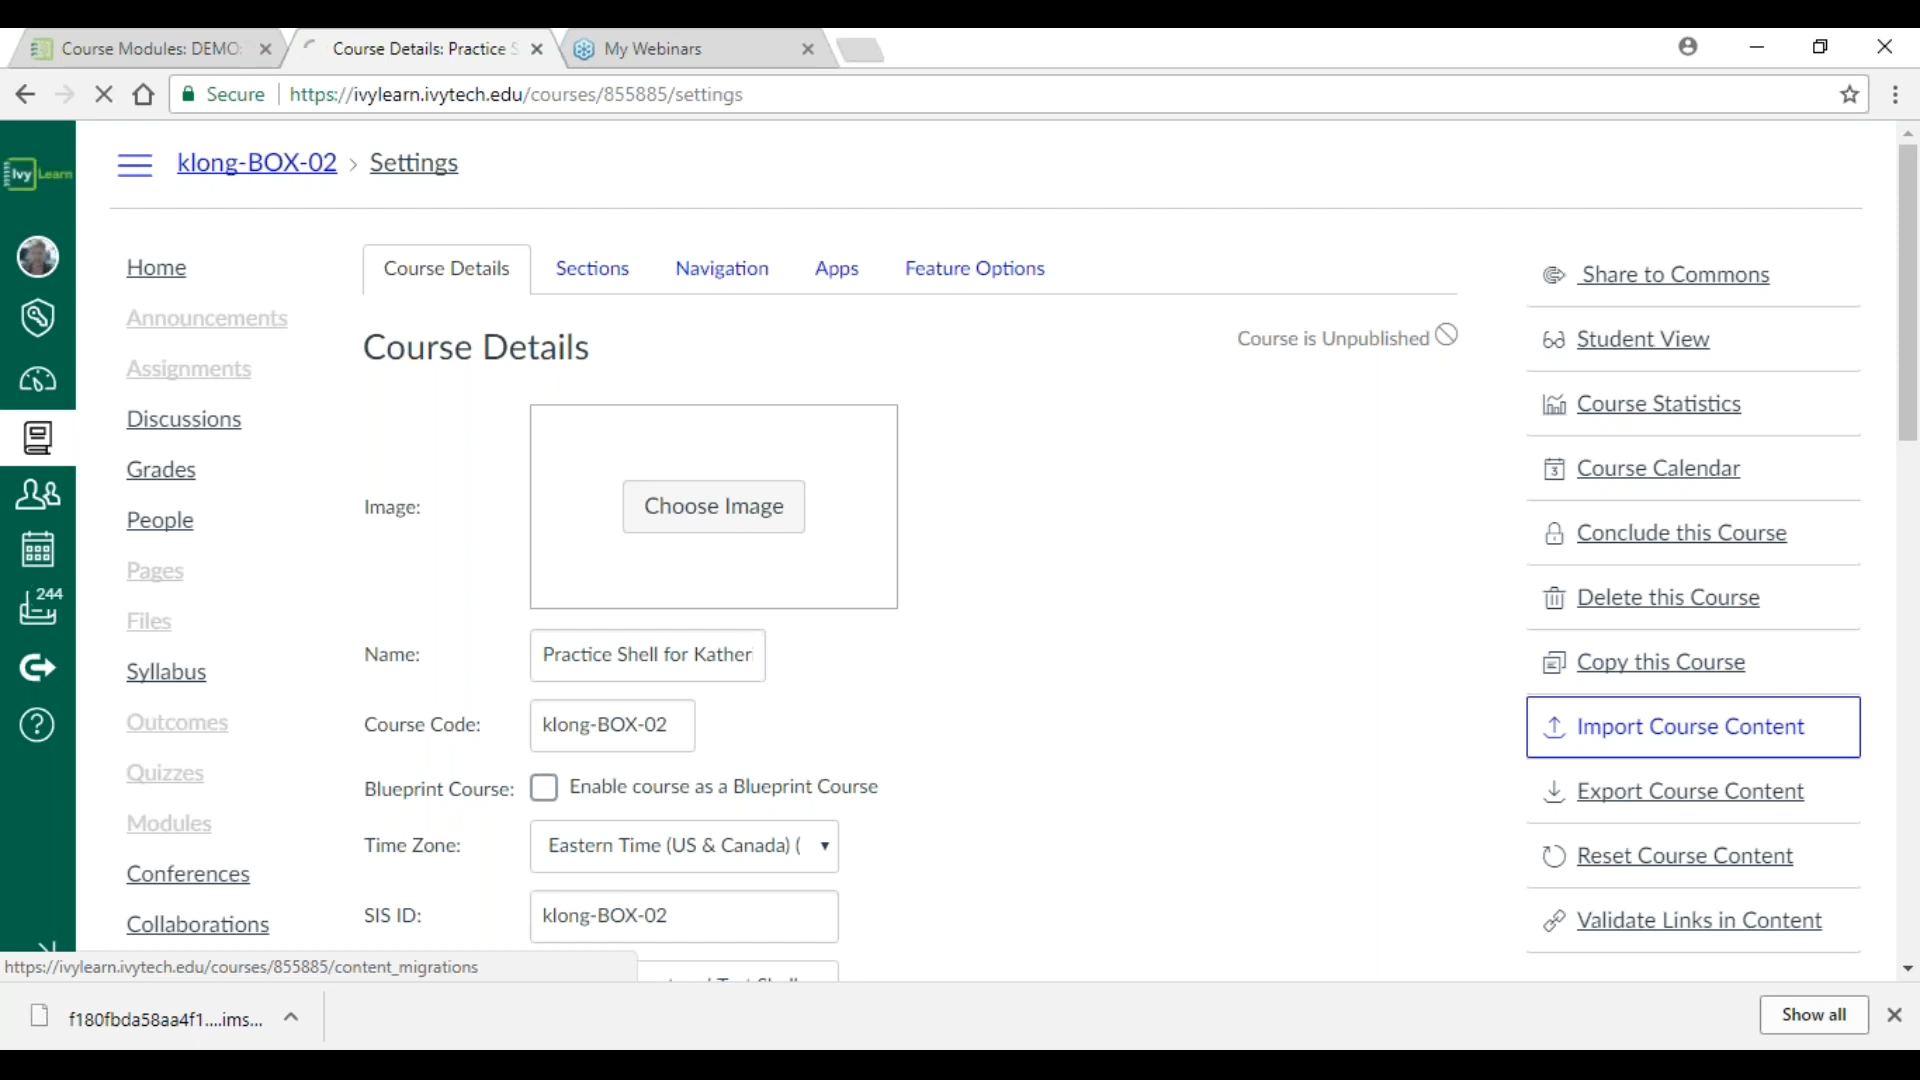 Course Modules: DEMO:
Course Details: Practice S
My Webinars
Secure
https://ivylearn.ivytech.edu/courses/855885/settings
Ivy Learn
klong-BOX-02 > Settings
Home
Announcements
Assignments
Discussions
Grades
People
Pages
Files
Syllabus
Outcomes
Quizzes
Modules
Conferences
Collaborations
244
Course Details
Sections
Navigation
Apps
Feature Options
Course Details
Course is Unpublished
Image:
Choose Image
Name:
Practice Shell for Kather
Course Code:
klong-BOX-02
Blueprint Course:
Enable course as a Blueprint Course
Time Zone:
Eastern Time (US & Canada) (
SIS ID:
klong-BOX-02
Share to Commons
Student View
Course Statistics
3
Course Calendar
Conclude this Course
Delete this Course
Copy this Course
Import Course Content
Export Course Content
Reset Course Content
Validate Links in Content
https://ivylearn.ivytech.edu/courses/855885/content_migrations
f180fbda58aa4f1....ims...
Show all